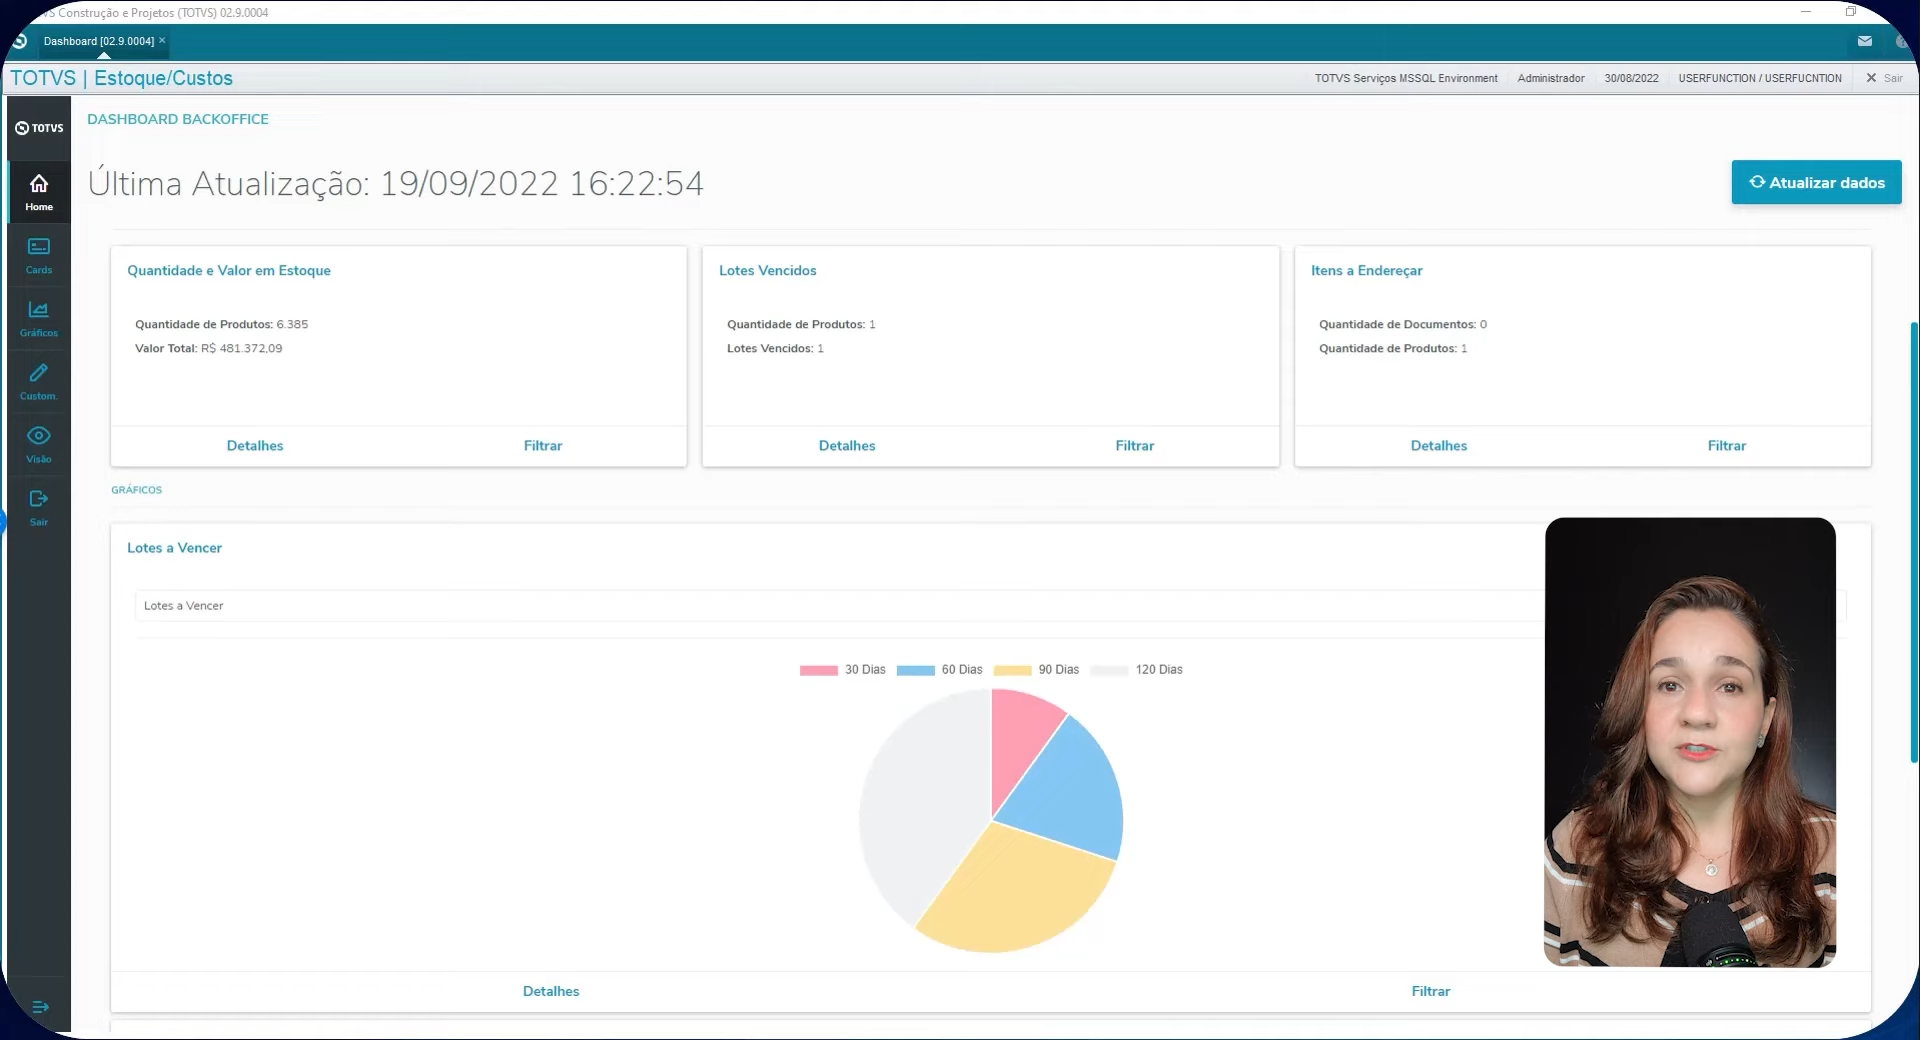 VS Construção e Projetos (TOTVS) 02.9.0004
Dashboard [02.9.0004] ×
TOTVS | Estoque/Custos
TOTVS Serviços MSSQL Environment Administrador 30/08/2022 USERFUNCTION / USERFUCNTION Sair
TOTVS
Home
Cards
Gráficos
Custom.
Visão
Sair
DASHBOARD BACKOFFICE
Última Atualização: 19/09/2022 16:22:54
Atualizar dados
Quantidade e Valor em Estoque
Quantidade de Produtos: 6.385
Valor Total: R$ 481.372,09
Detalhes Filtrar
Lotes Vencidos
Quantidade de Produtos: 1
Lotes Vencidos: 1
Detalhes Filtrar
Itens a Endereçar
Quantidade de Documentos: 0
Quantidade de Produtos: 1
Detalhes Filtrar
GRÁFICOS
Lotes a Vencer
Lotes a Vencer
30 Dias 60 Dias 90 Dias 120 Dias
Detalhes Filtrar